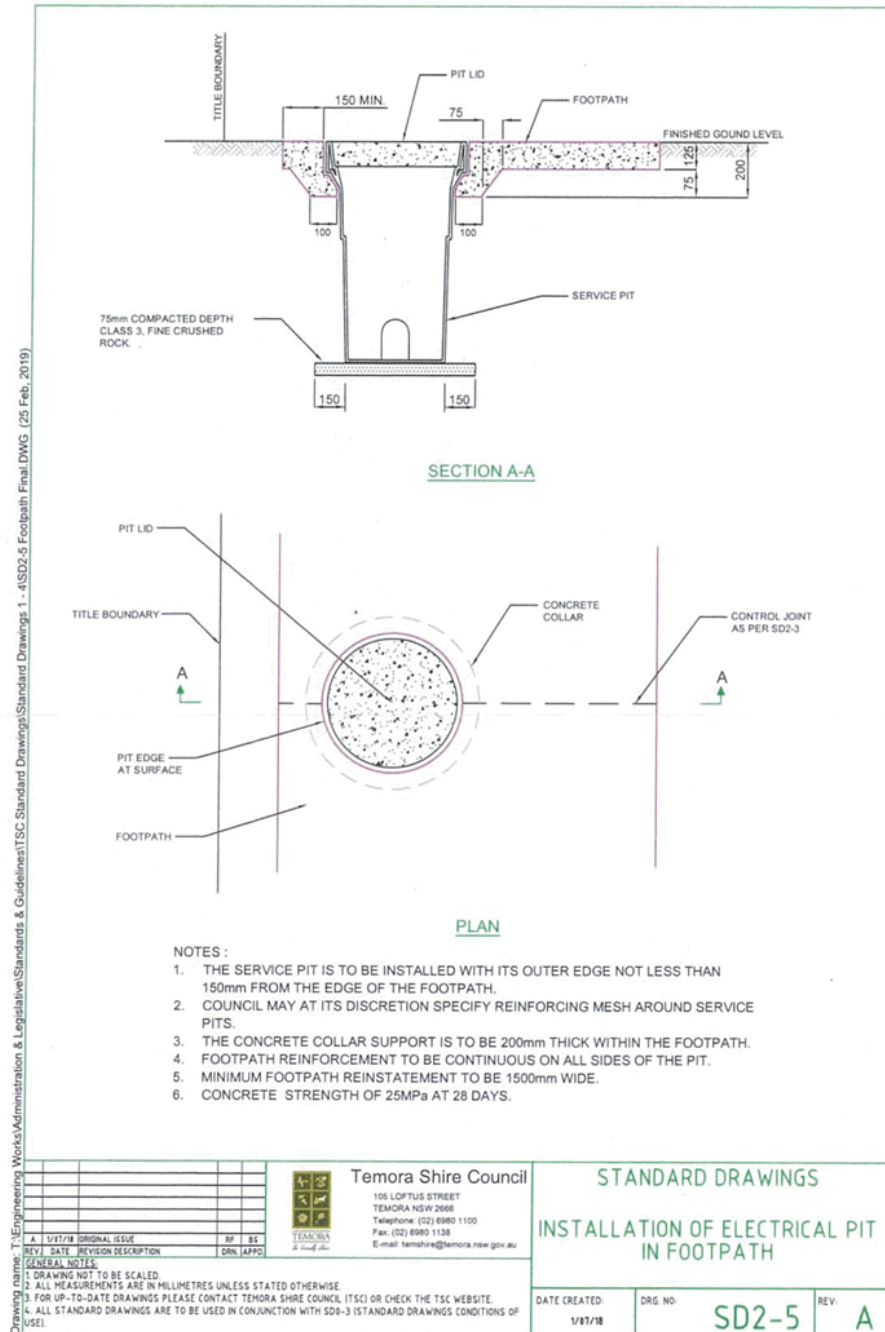 TITLE BOUNDARY
PIT LID
150 MIN.
75
FOOTPATH
FINISHED GOUND LEVEL
125
75
200
100
100
SERVICE PIT
75mm COMPACTED DEPTH
CLASS 3, FINE CRUSHED
ROCK.
150
150
SECTION A-A
PIT LID
TITLE BOUNDARY
CONCRETE
COLLAR
CONTROL JOINT
AS PER SD2-3
A
A
PIT EDGE
AT SURFACE
FOOTPATH
PLAN
NOTES :
1. THE SERVICE PIT IS TO BE INSTALLED WITH ITS OUTER EDGE NOT LESS THAN
150mm FROM THE EDGE OF THE FOOTPATH.
2. COUNCIL MAY AT ITS DISCRETION SPECIFY REINFORCING MESH AROUND SERVICE
PITS.
3. THE CONCRETE COLLAR SUPPORT IS TO BE 200mm THICK WITHIN THE FOOTPATH.
4. FOOTPATH REINFORCEMENT TO BE CONTINUOUS ON ALL SIDES OF THE PIT.
5. MINIMUM FOOTPATH REINSTATEMENT TO BE 1500mm WIDE.
6. CONCRETE STRENGTH OF 25MPa AT 28 DAYS.
Drawing name: T:\Engineering Works\Administration & Legislative\Standards & Guidelines\TSC Standard Drawings\Standard Drawings 1 - 4\SD2-5 Footpath Final.DWG (25 Feb, 2019)
A 1/07/18 ORIGINAL ISSUE RF BS
REV. DATE REVISION DESCRIPTION DRN. APPD.
GENERAL NOTES:
1. DRAWING NOT TO BE SCALED.
2. ALL MEASUREMENTS ARE IN MILLIMETRES UNLESS STATED OTHERWISE.
3. FOR UP-TO-DATE DRAWINGS PLEASE CONTACT TEMORA SHIRE COUNCIL (TSC) OR CHECK THE TSC WEBSITE.
4. ALL STANDARD DRAWINGS ARE TO BE USED IN CONJUNCTION WITH SD0-3 (STANDARD DRAWINGS CONDITIONS OF
USE).
TEMORA
Temora Shire Council
105 LOFTUS STREET
TEMORA NSW 2666
Telephone: (02) 6980 1100
Fax: (02) 6980 1138
E-mail: temshire@temora.nsw.gov.au
STANDARD DRAWINGS
INSTALLATION OF ELECTRICAL PIT
IN FOOTPATH
DATE CREATED:
1/07/18
DRG. NO:
SD2-5
REV:
A